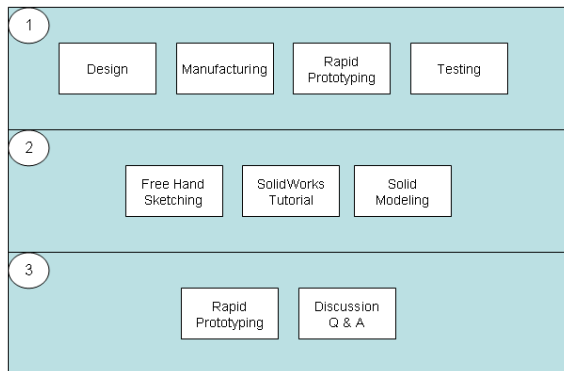 1
Design
Manufacturing
Rapid
Prototyping
Testing
2
Free Hand
Sketching
SolidWorks
Tutorial
Solid
Modeling
3
Rapid
Prototyping
Discussion
Q & A